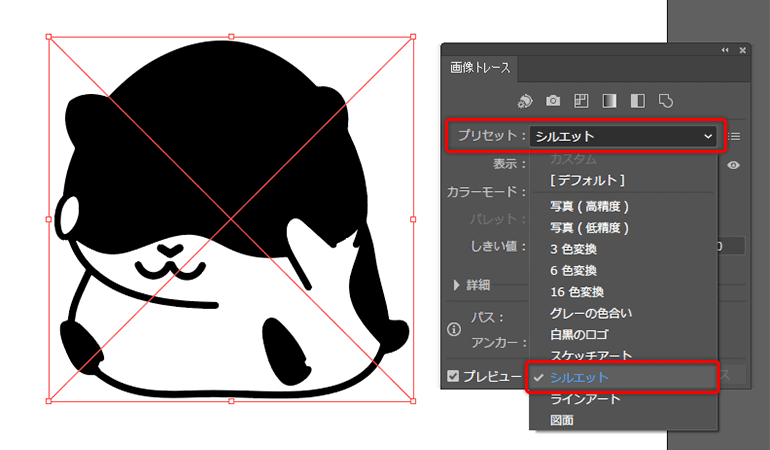 画像トレース
プリセット : シルエット
表示 :
カスタム
[ デフォルト ]
カラーモード :
写真 ( 高精度 )
パレット :
写真 ( 低精度 )
しきい値 :
3 色変換
0
6 色変換
詳細
16 色変換
パス :
グレーの色合い
アンカー :
白黒のロゴ
スケッチアート
プレビュー
シルエット
ス
ラインアート
図面